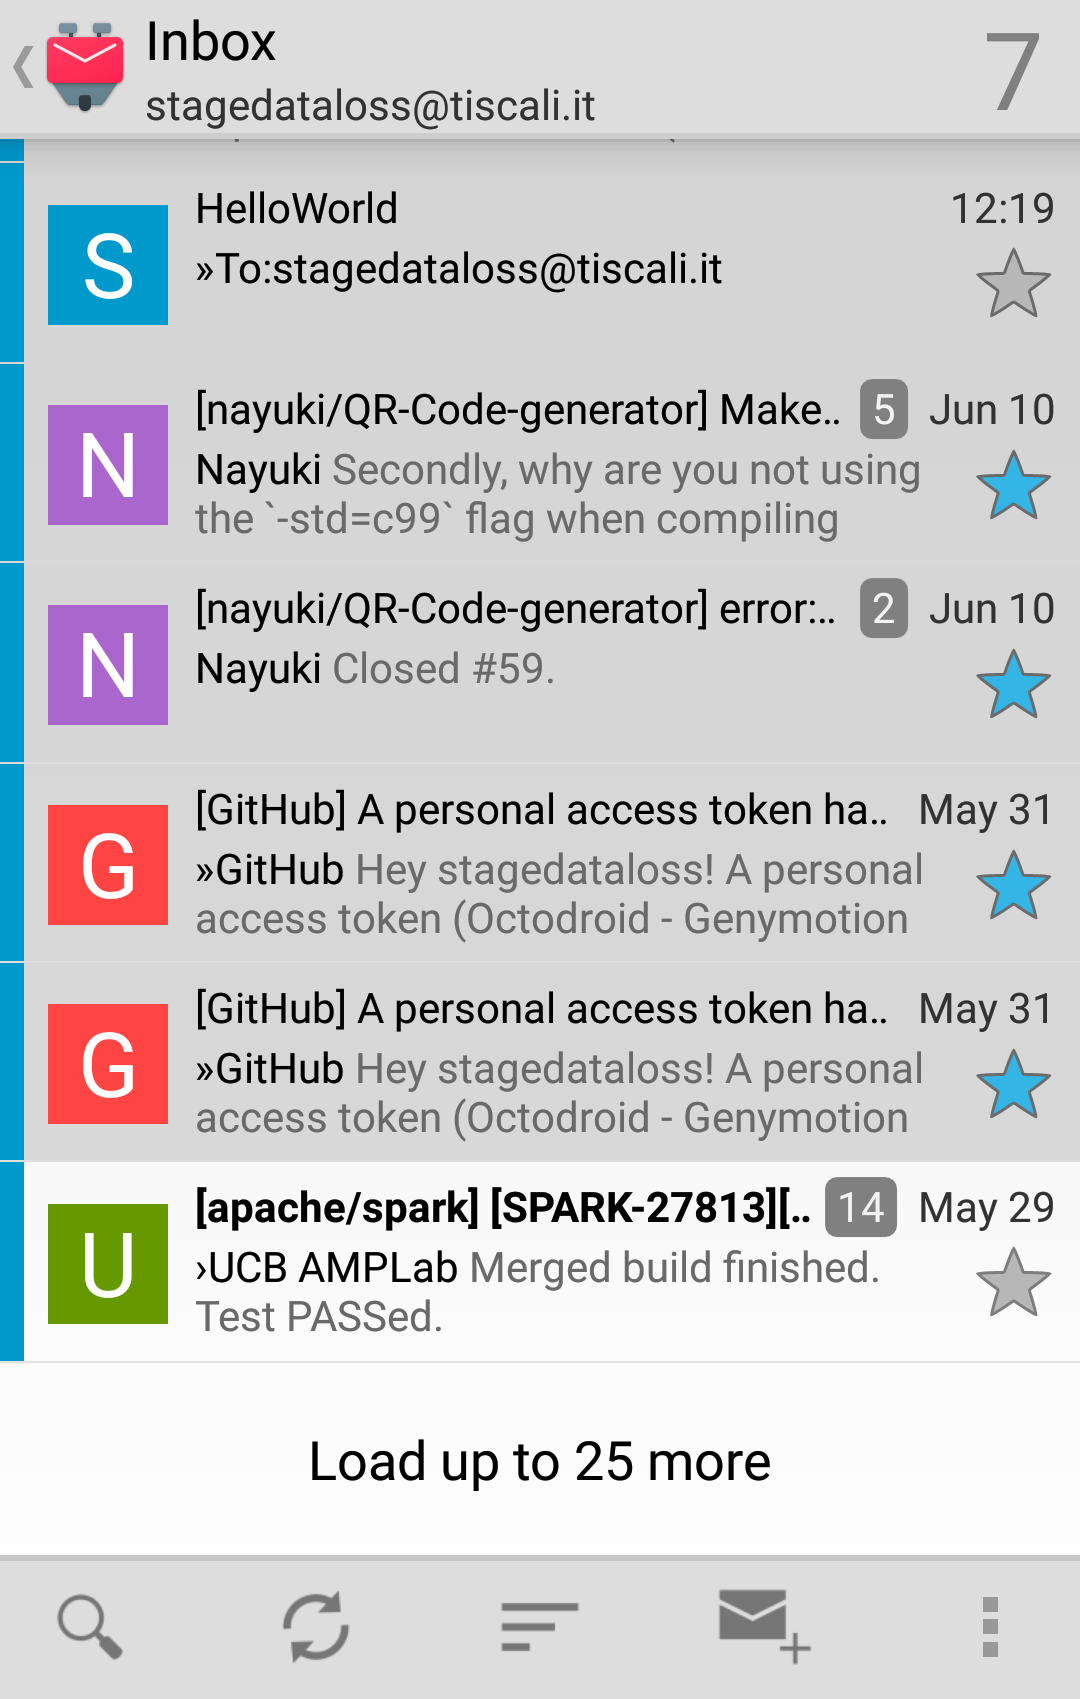 Inbox
stagedataloss@tiscali.it
7
S
HelloWorld
12:19
»To:stagedataloss@tiscali.it
N
[nayuki/QR-Code-generator] Make..
5
Jun 10
Nayuki Secondly, why are you not using
the `-std=c99` flag when compiling
N
[nayuki/QR-Code-generator] error:..
2
Jun 10
Nayuki Closed #59.
G
[GitHub] A personal access token ha..
May 31
»GitHub Hey stagedataloss! A personal
access token (Octodroid - Genymotion
G
[GitHub] A personal access token ha..
May 31
»GitHub Hey stagedataloss! A personal
access token (Octodroid - Genymotion
U
[apache/spark] [SPARK-27813][..
14
May 29
›UCB AMPLab Merged build finished.
Test PASSed.
Load up to 25 more